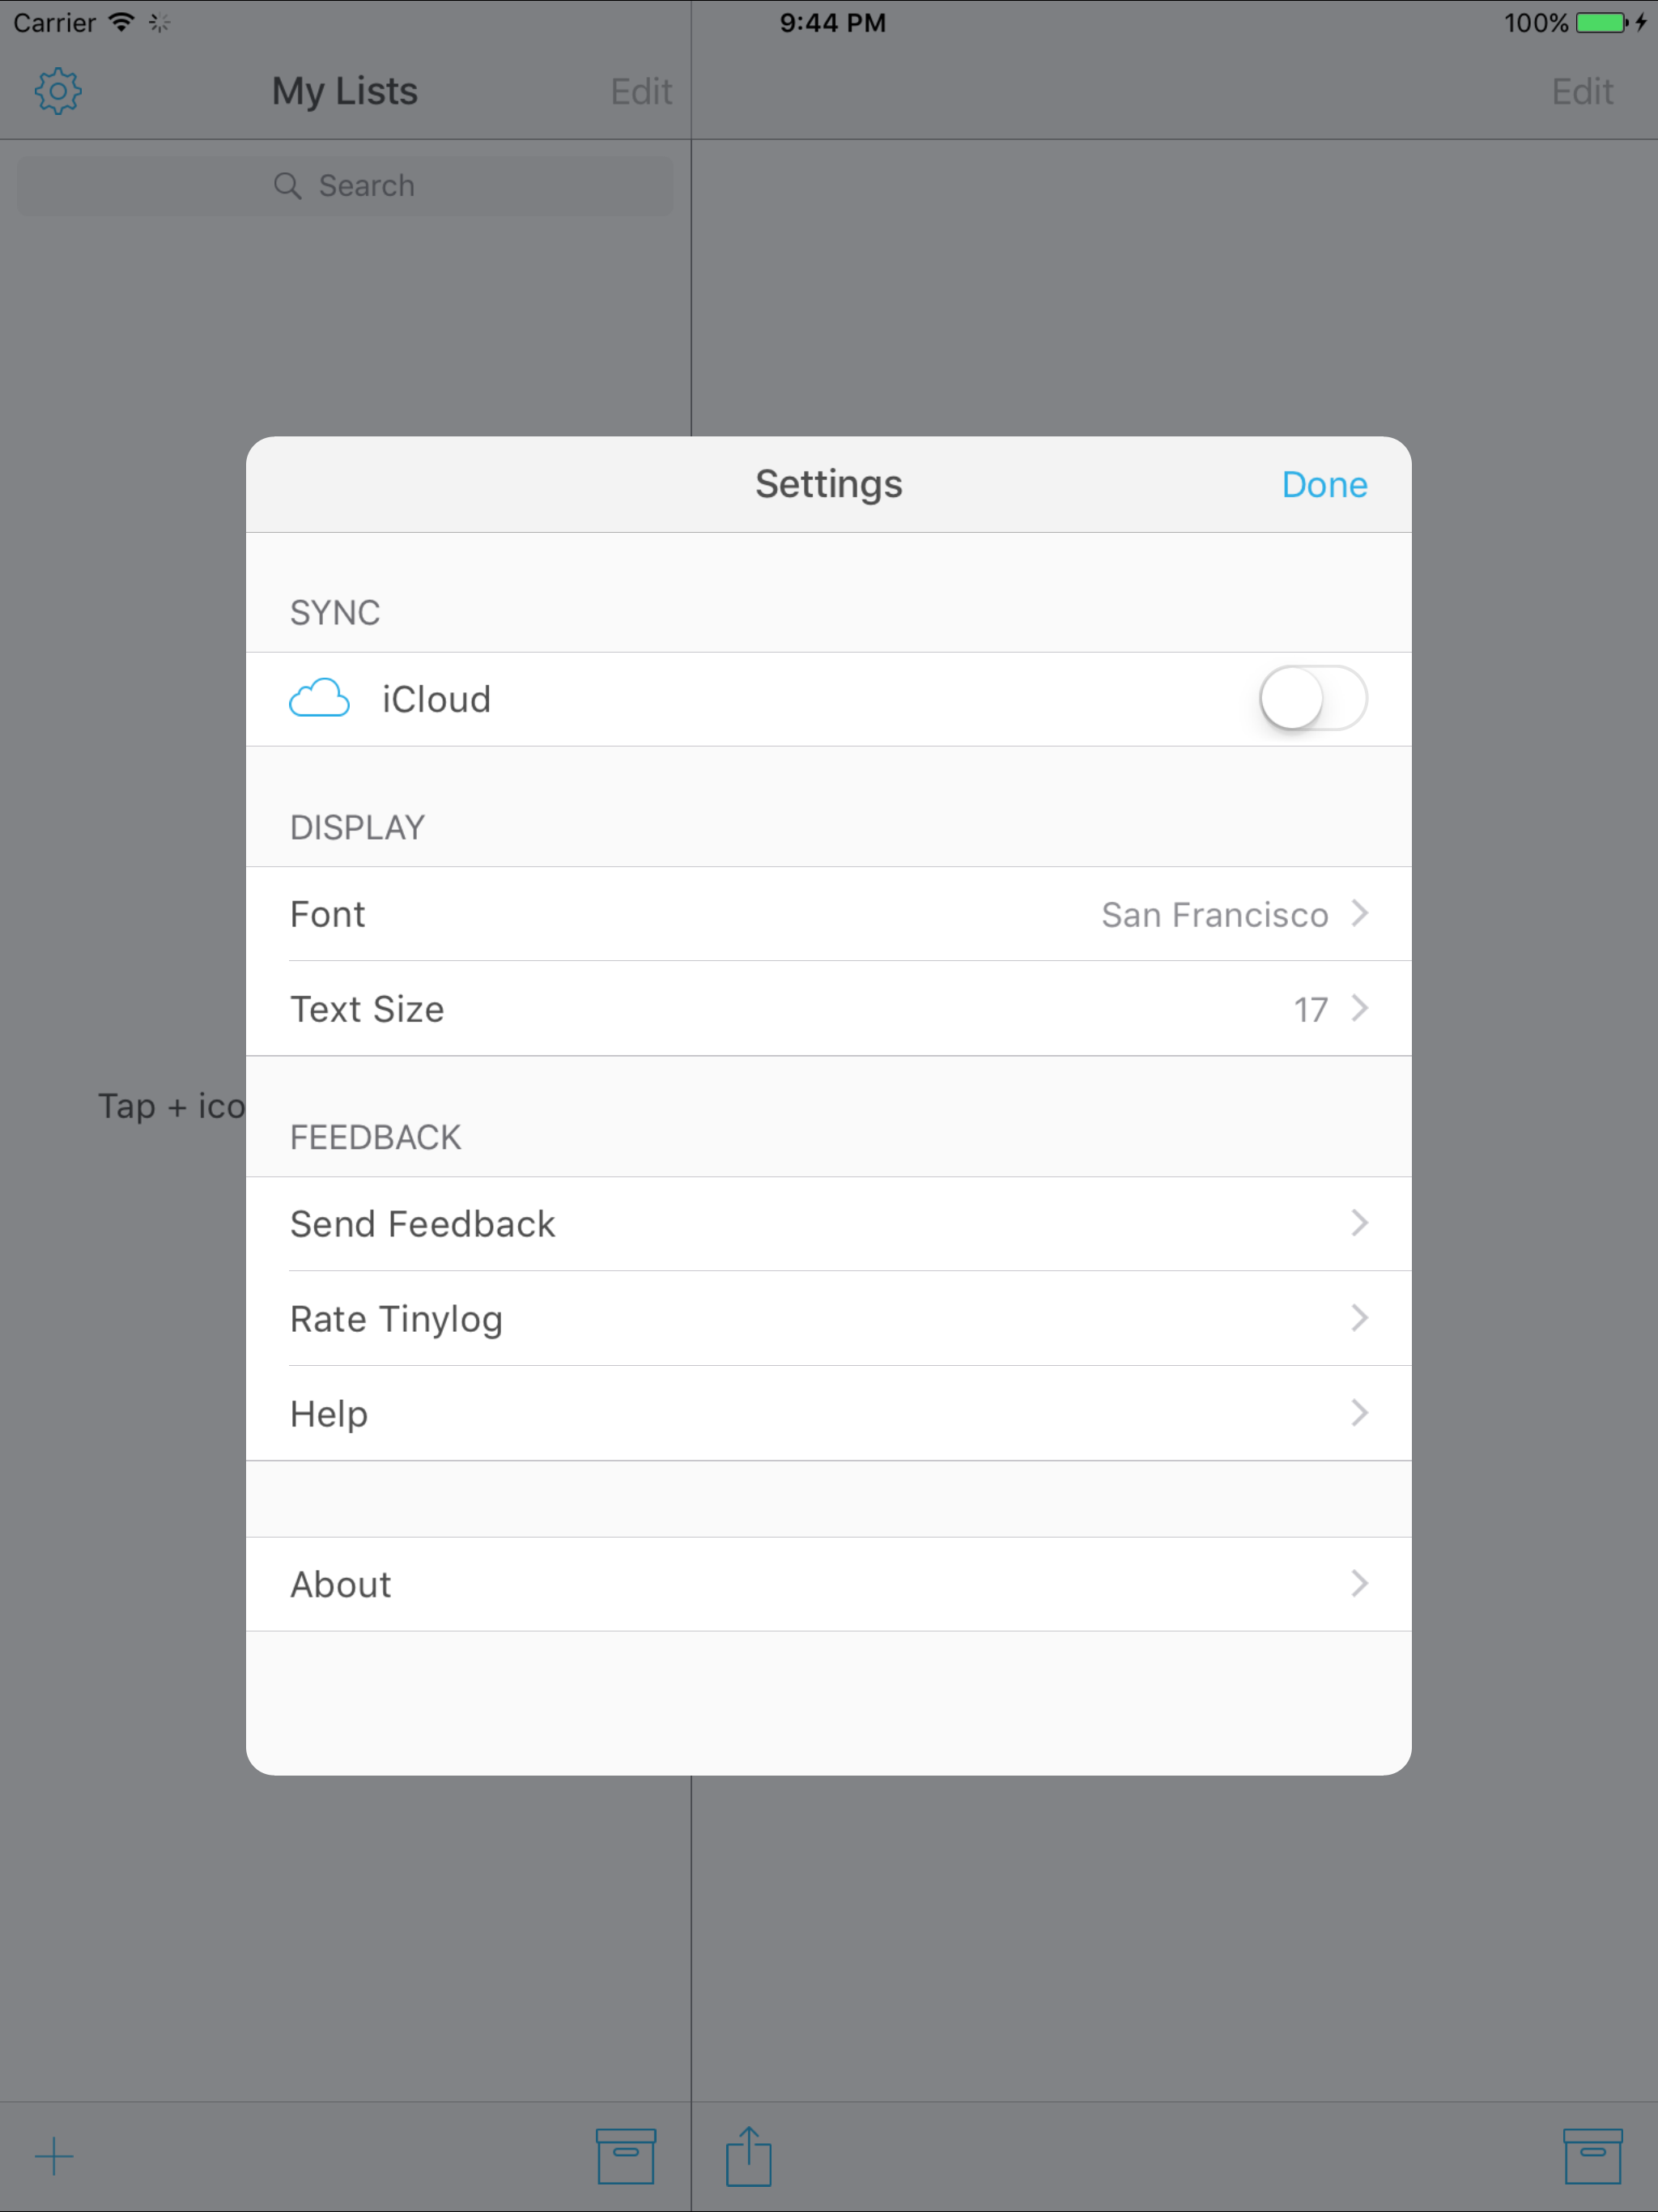 Carrier 9:44 PM 100%
My Lists Edit Edit
Search
Settings Done
SYNC
iCloud
DISPLAY
Font San Francisco
Text Size 17
Tap + ico
FEEDBACK
Send Feedback
Rate Tinylog
Help
About